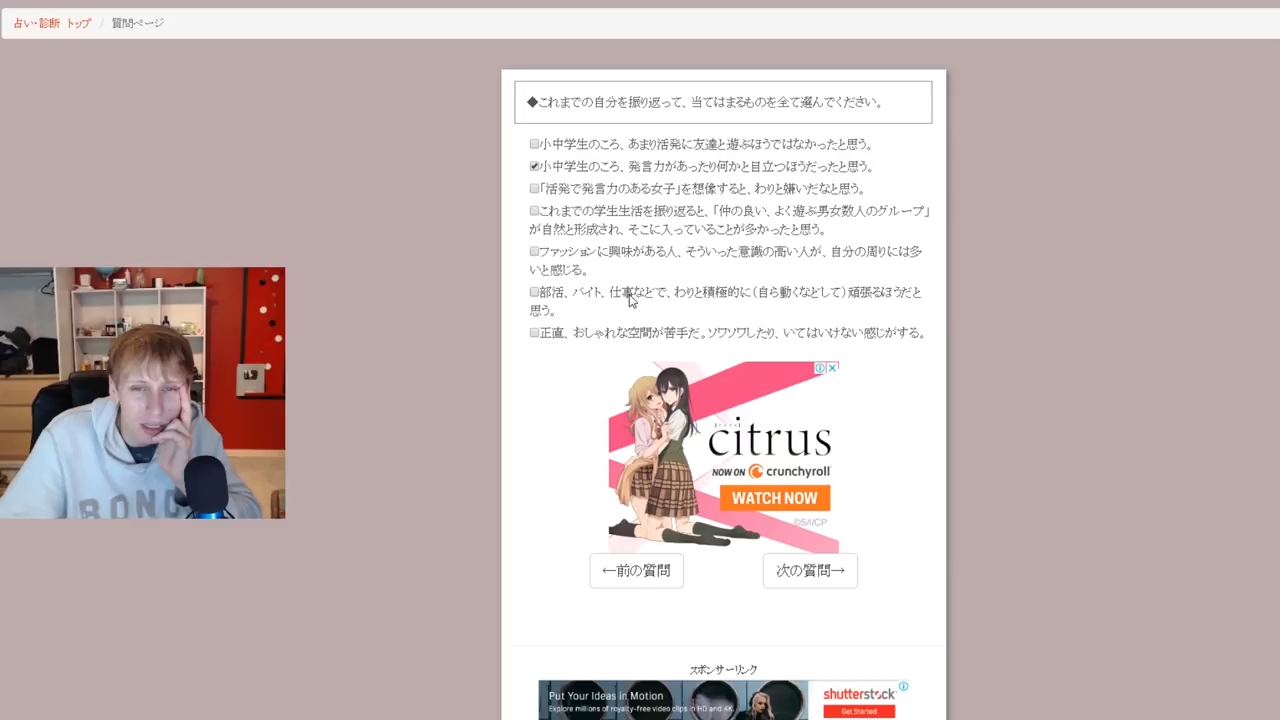 占い・診断 トップ / 質問ページ
◆これまでの自分を振り返って、当てはまるものを全て選んでください。
小中学生のころ、あまり活発に友達と遊ぶほうではなかったと思う。
小中学生のころ、発言力があったり何かと目立つほうだったと思う。
「活発で発言力のある女子」を想像すると、わりと嫌いだなと思う。
これまでの学生生活を振り返ると、「仲の良い、よく遊ぶ男女数人のグループ」
が自然と形成され、そこに入っていることが多かったと思う。
ファッションに興味がある人、そういった意識の高い人が、自分の周りには多
いと感じる。
部活、バイト、仕事などで、わりと積極的に（自ら動くなどして）頑張るほうだと
思う。
正直、おしゃれな空間が苦手だ。ソワソワしたり、いてはいけない感じがする。
citrus
NOW ON crunchyroll
WATCH NOW
©S/I/CP
BOND
←前の質問
次の質問→
スポンサーリンク
Put Your Ideas in Motion
Explore millions of royalty-free video clips in HD and 4K.
shutterstock
Get Started